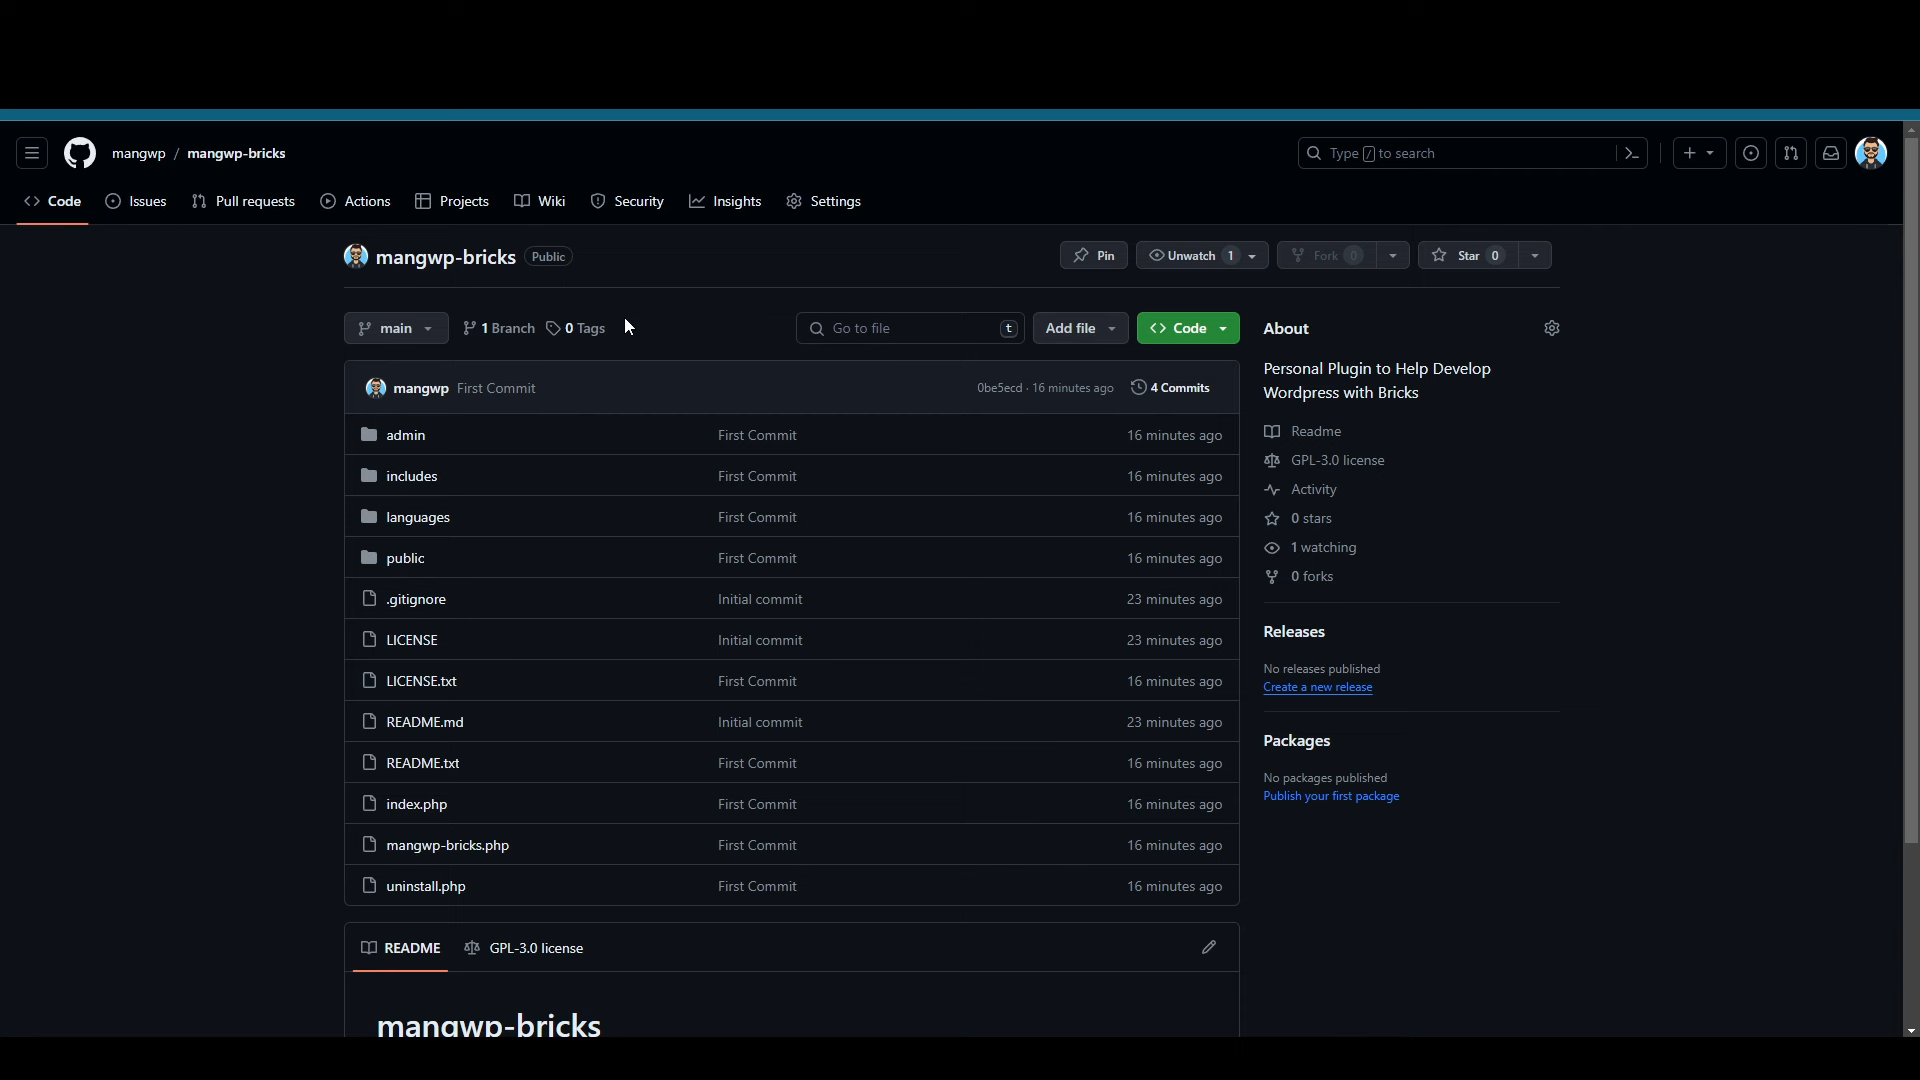 mangwp / mangwp-bricks
Type / to search
Code Issues Pull requests Actions Projects Wiki Security Insights Settings
mangwp-bricks Public
Pin Unwatch 1 Fork 0 Star 0
main 1 Branch 0 Tags Go to file t Add file Code
mangwp First Commit 0be5ecd · 16 minutes ago 4 Commits
admin First Commit 16 minutes ago
includes First Commit 16 minutes ago
languages First Commit 16 minutes ago
public First Commit 16 minutes ago
.gitignore Initial commit 23 minutes ago
LICENSE Initial commit 23 minutes ago
LICENSE.txt First Commit 16 minutes ago
README.md Initial commit 23 minutes ago
README.txt First Commit 16 minutes ago
index.php First Commit 16 minutes ago
mangwp-bricks.php First Commit 16 minutes ago
uninstall.php First Commit 16 minutes ago
README GPL-3.0 license
mangwp-bricks
About
Personal Plugin to Help Develop
Wordpress with Bricks
Readme
GPL-3.0 license
Activity
0 stars
1 watching
0 forks
Releases
No releases published
Create a new release
Packages
No packages published
Publish your first package